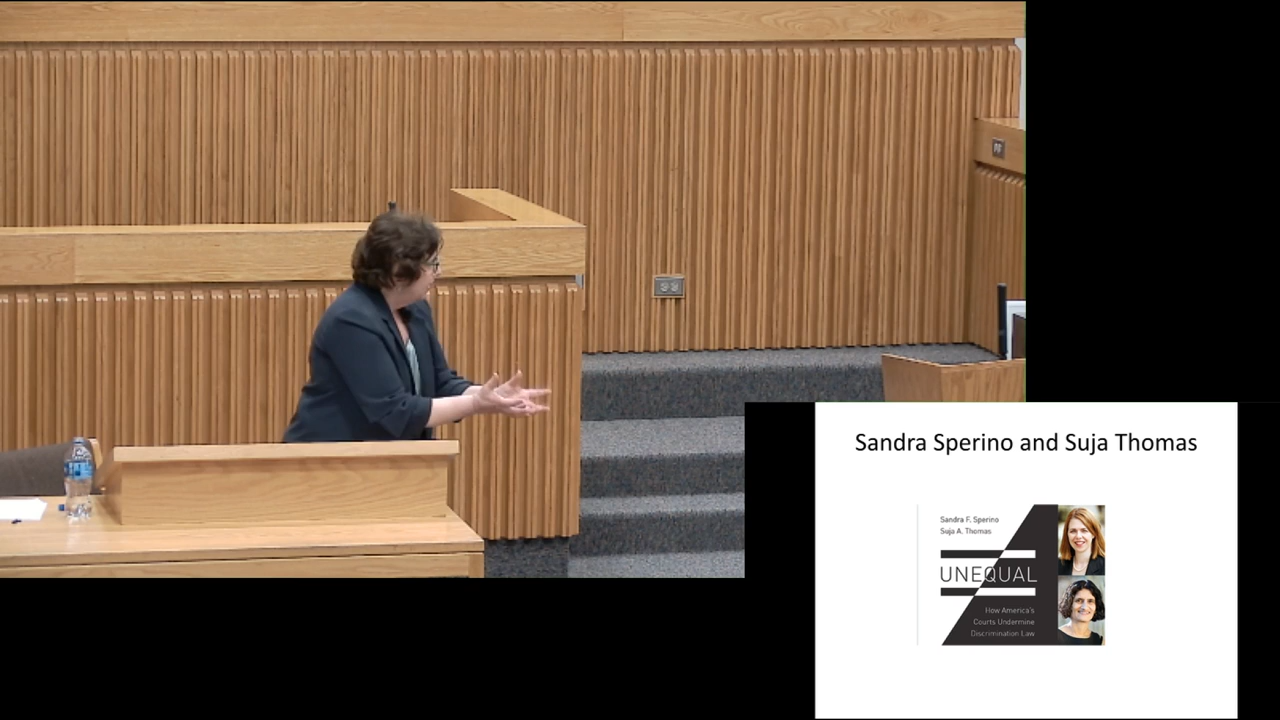 Sandra Sperino and Suja Thomas
Sandra F. Sperino
Suja A. Thomas
UNEQUAL
How America's
Courts Undermine
Discrimination Law